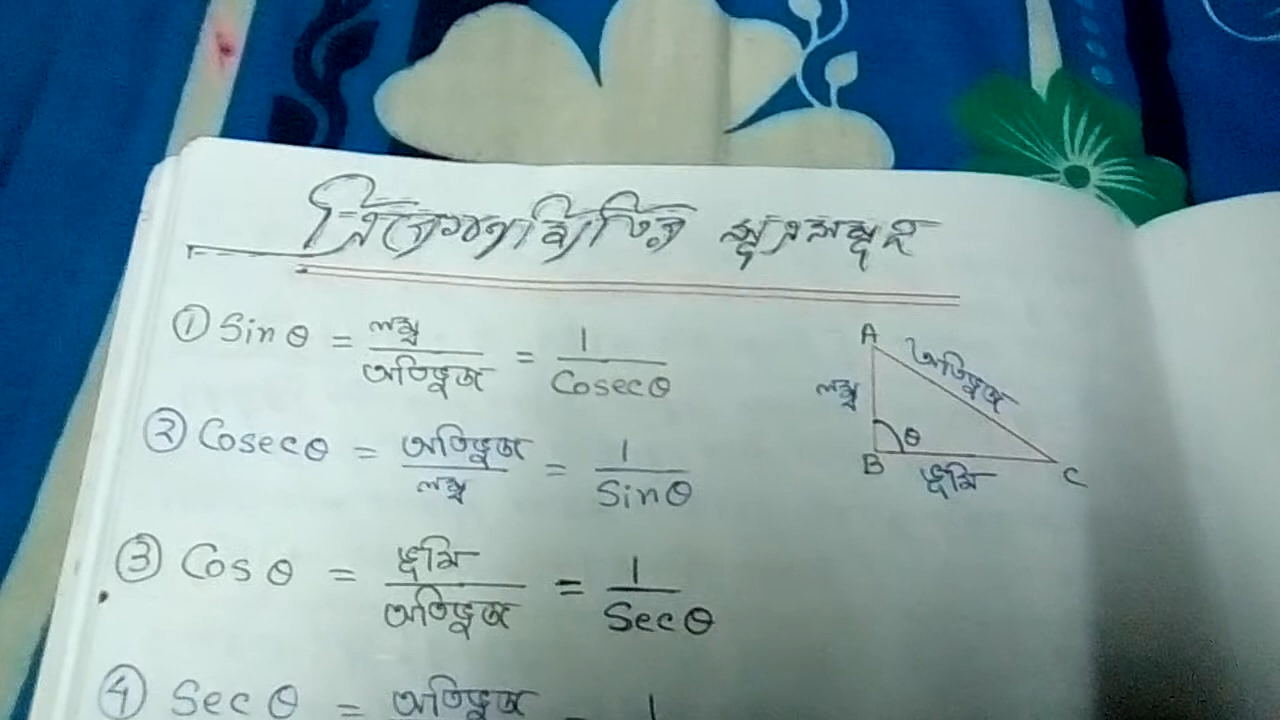 ত্রিকোণমিতির সূত্রসমূহ
① Sin θ = লম্ব / অতিভুজ = 1 / Cosec θ
② Cosec θ = অতিভুজ / লম্ব = 1 / Sin θ
③ Cos θ = ভূমি / অতিভুজ = 1 / Sec θ
④ Sec θ = অতিভুজ = 1
A
অতিভুজ
লম্ব
θ
B
ভূমি
C